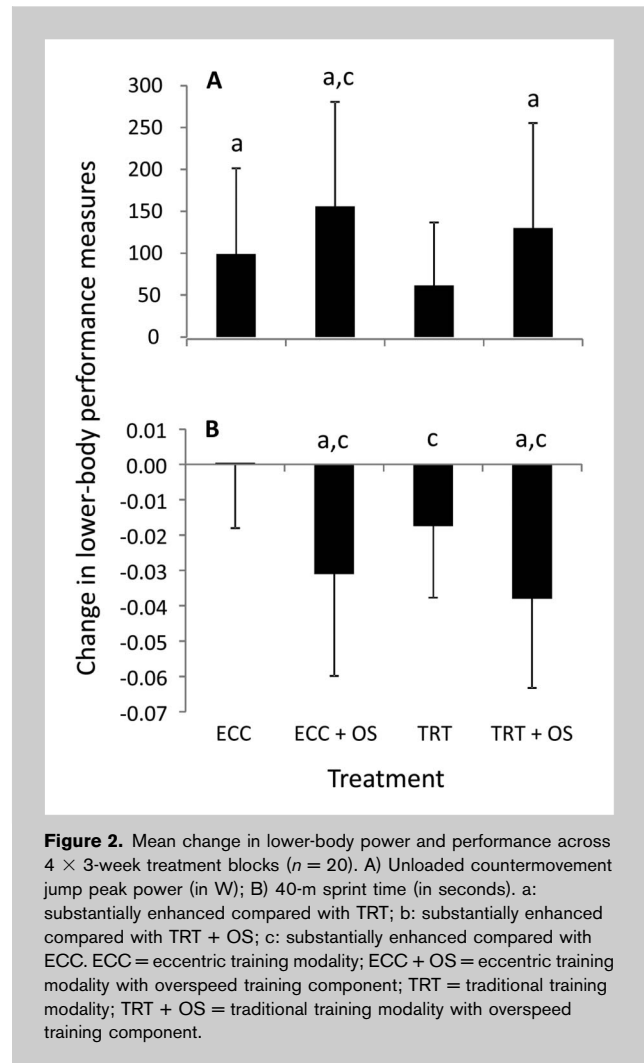 Change in lower-body performance measures
A
300
250
200
150
100
50
0
a
a,c
a
B
0.01
0.00
-0.01
-0.02
-0.03
-0.04
-0.05
-0.06
-0.07
a,c
c
a,c
ECC
ECC + OS
TRT
TRT + OS
Treatment
Figure 2. Mean change in lower-body power and performance across
4 × 3-week treatment blocks (n = 20). A) Unloaded countermovement
jump peak power (in W); B) 40-m sprint time (in seconds). a:
substantially enhanced compared with TRT; b: substantially enhanced
compared with TRT + OS; c: substantially enhanced compared with
ECC. ECC = eccentric training modality; ECC + OS = eccentric training
modality with overspeed training component; TRT = traditional training
modality; TRT + OS = traditional training modality with overspeed
training component.